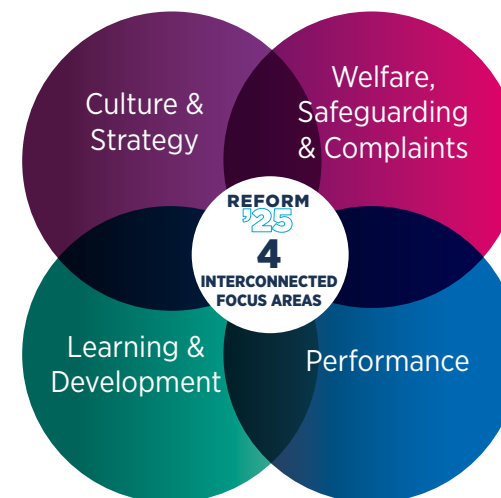 Culture &
Strategy
Welfare,
Safeguarding
& Complaints
REFORM
'25
4
INTERCONNECTED
FOCUS AREAS
Learning &
Development
Performance